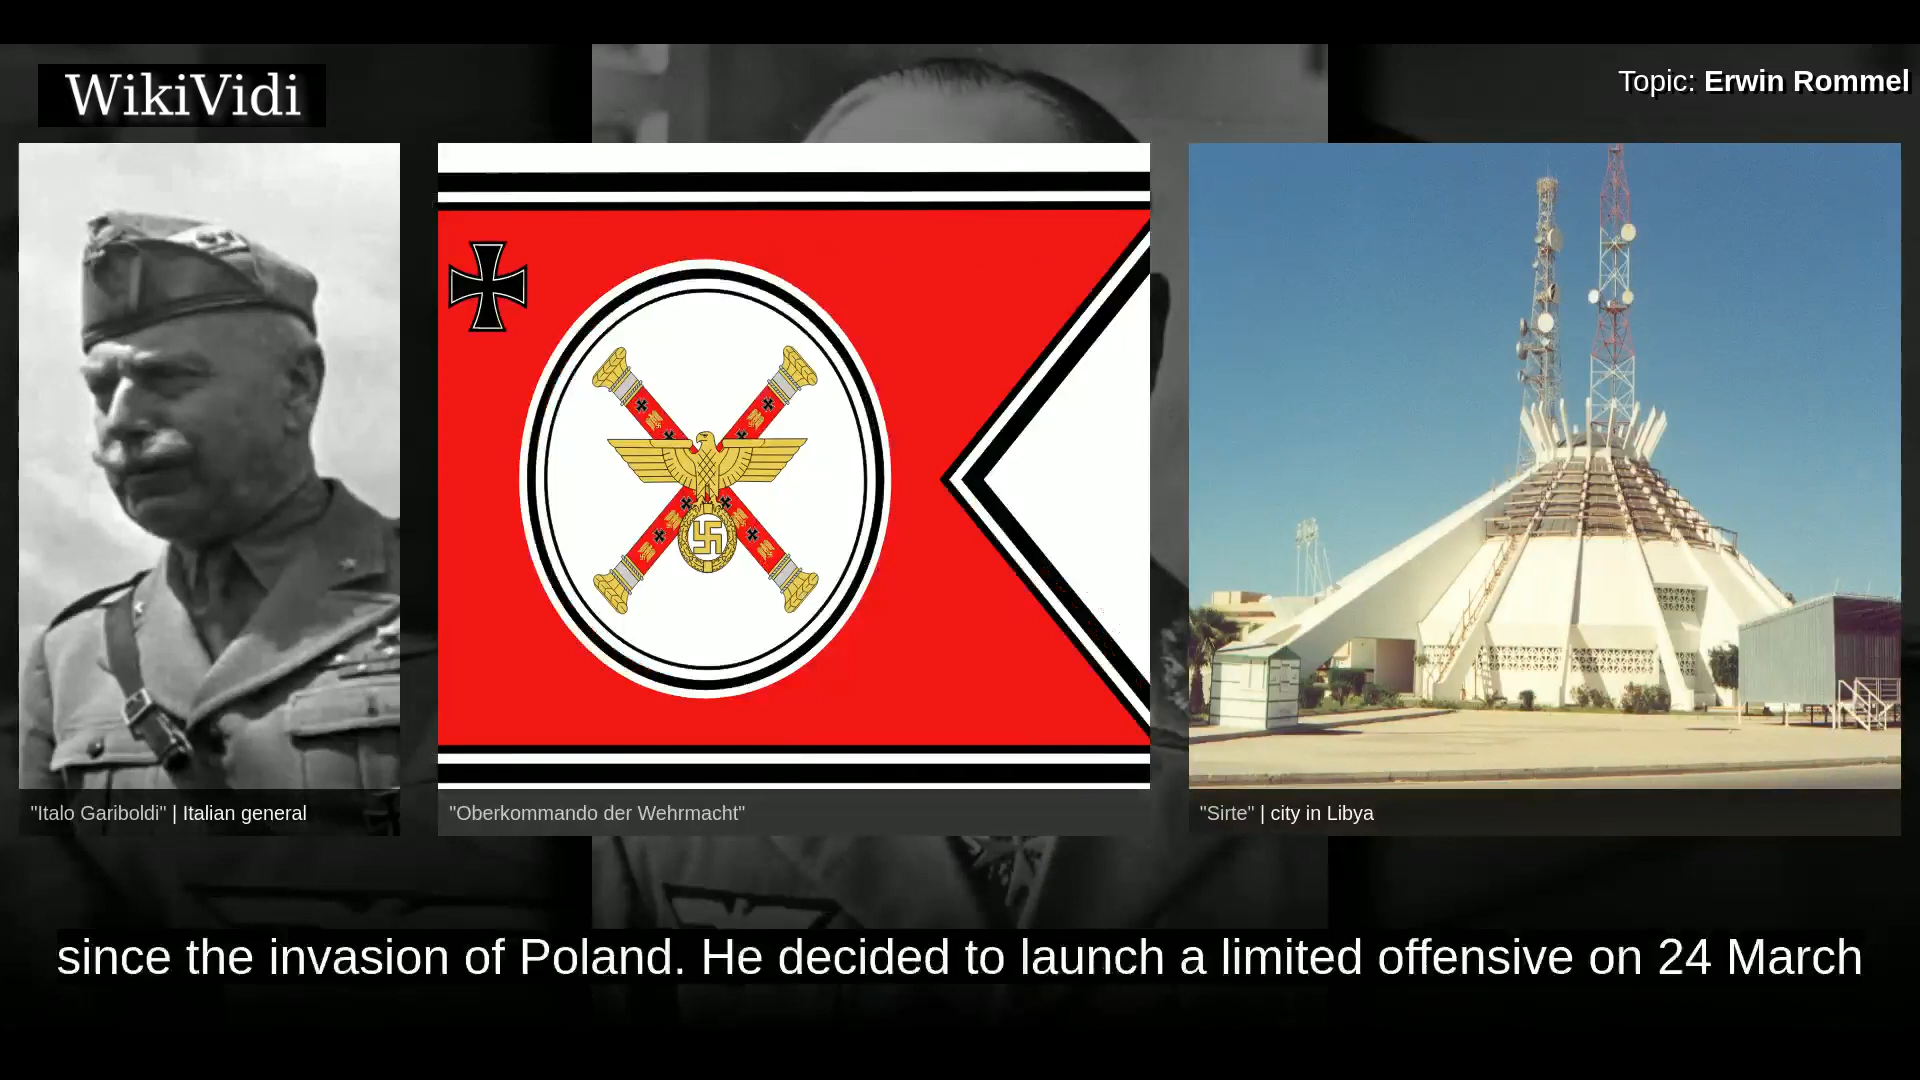 WikiVidi
Topic: Erwin Rommel
"Italo Gariboldi" | Italian general
"Oberkommando der Wehrmacht"
"Sirte" | city in Libya
since the invasion of Poland. He decided to launch a limited offensive on 24 March